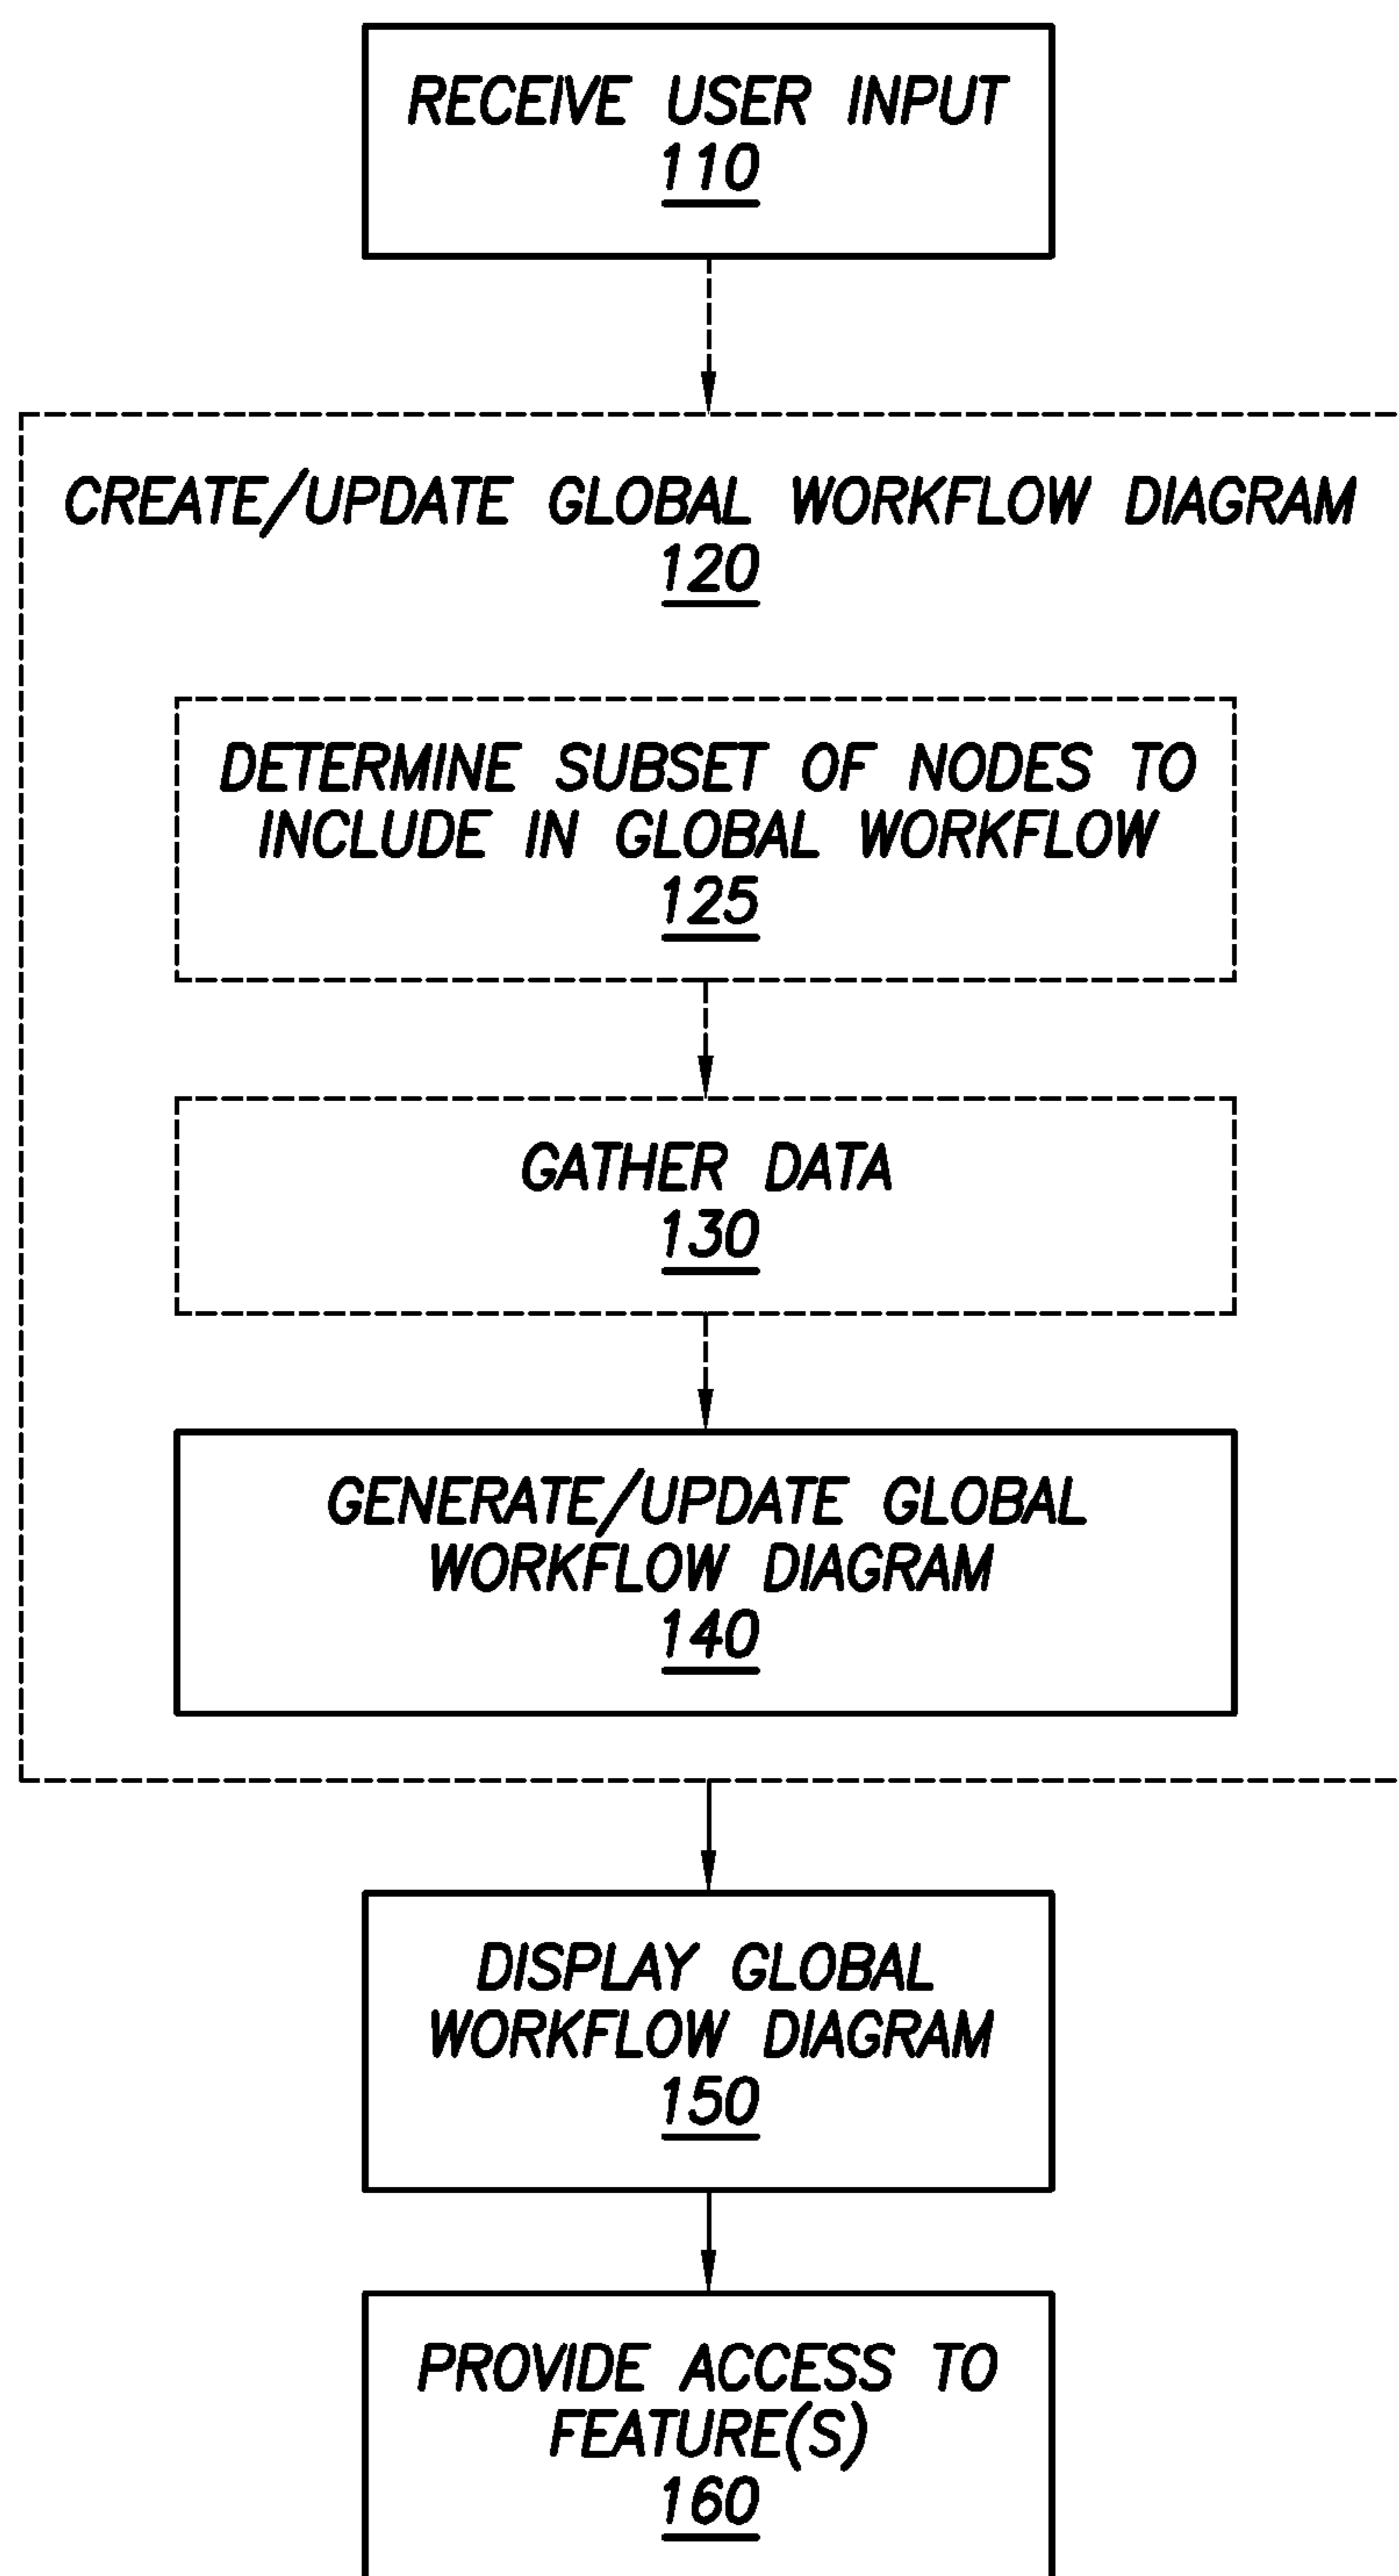 RECEIVE USER INPUT
110
CREATE/UPDATE GLOBAL WORKFLOW DIAGRAM
120
DETERMINE SUBSET OF NODES TO
INCLUDE IN GLOBAL WORKFLOW
125
GATHER DATA
130
GENERATE/UPDATE GLOBAL
WORKFLOW DIAGRAM
140
DISPLAY GLOBAL
WORKFLOW DIAGRAM
150
PROVIDE ACCESS TO
FEATURE(S)
160